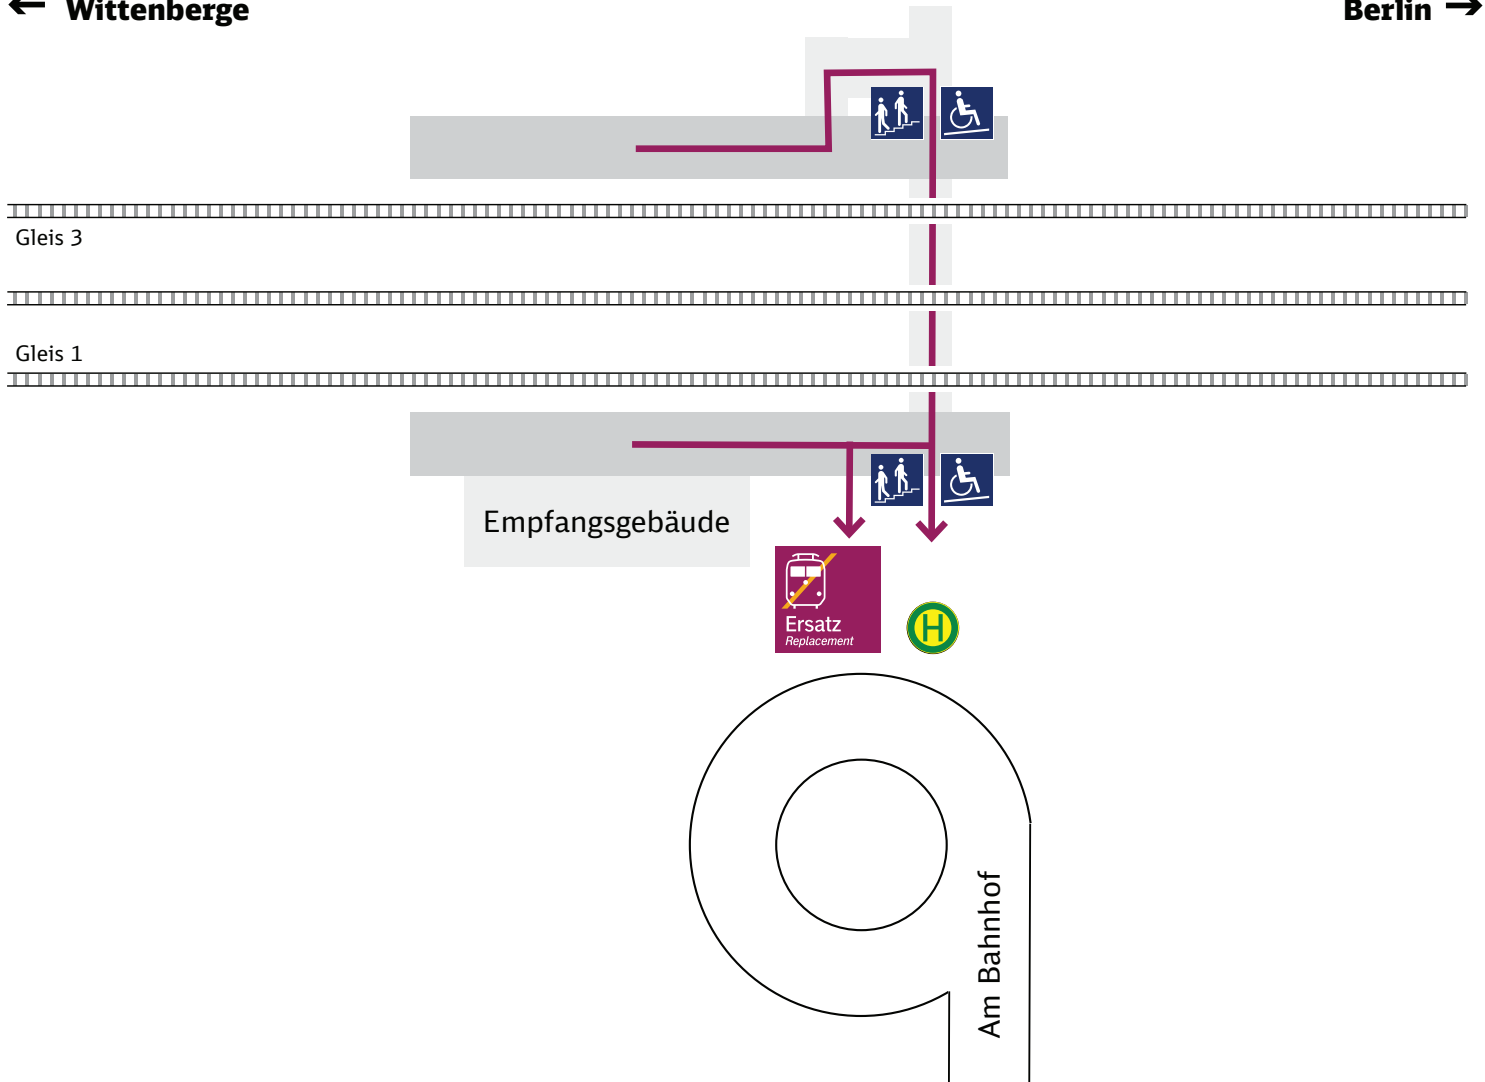 ← Wittenberge
Berlin →
Gleis 3
Gleis 1
Empfangsgebäude
Ersatz
Replacement
H
Am Bahnhof